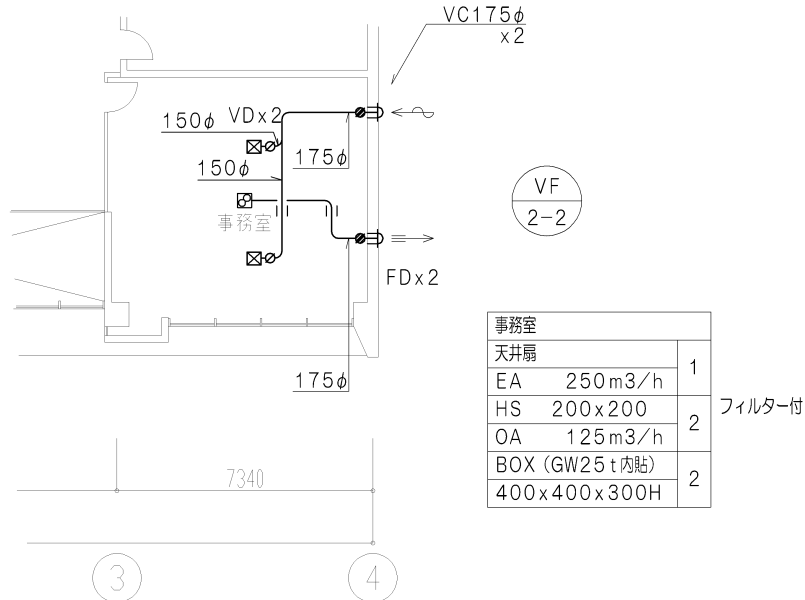 VC175φ
x2
150φ
VDx2
150φ
175φ
事務室
VF
2-2
FDx2
175φ
事務室
天井扇
1
EA 250m3/h
HS 200x200
2
フィルター付
OA 125m3/h
BOX(GW25t内貼)
2
400x400x300H
7340
3
4